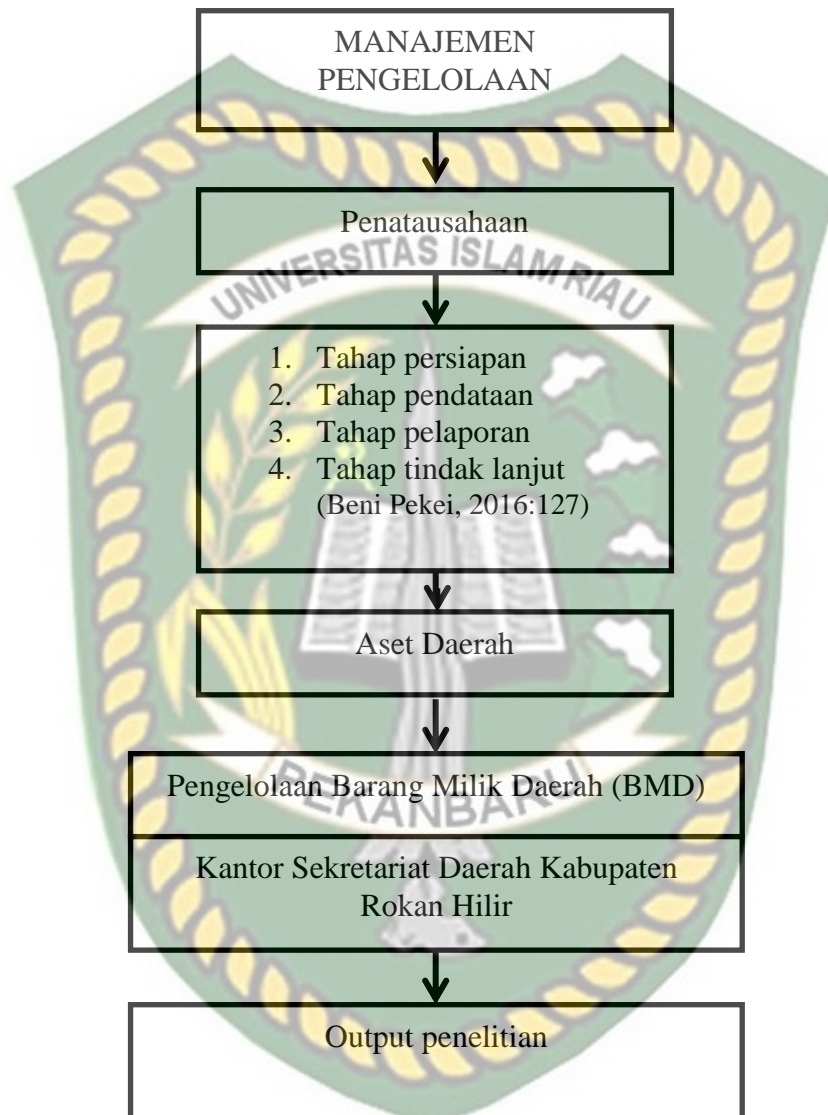 MANAJEMEN
PENGELOLAAN
Penatausahaan
UNIVERSITAS ISLAM RIAU
1. Tahap persiapan
2. Tahap pendataan
3. Tahap pelaporan
4. Tahap tindak lanjut
(Beni Pekei, 2016:127)
Aset Daerah
Pengelolaan Barang Milik Daerah (BMD)
PEKANBARU
Kantor Sekretariat Daerah Kabupaten
Rokan Hilir
Output penelitian